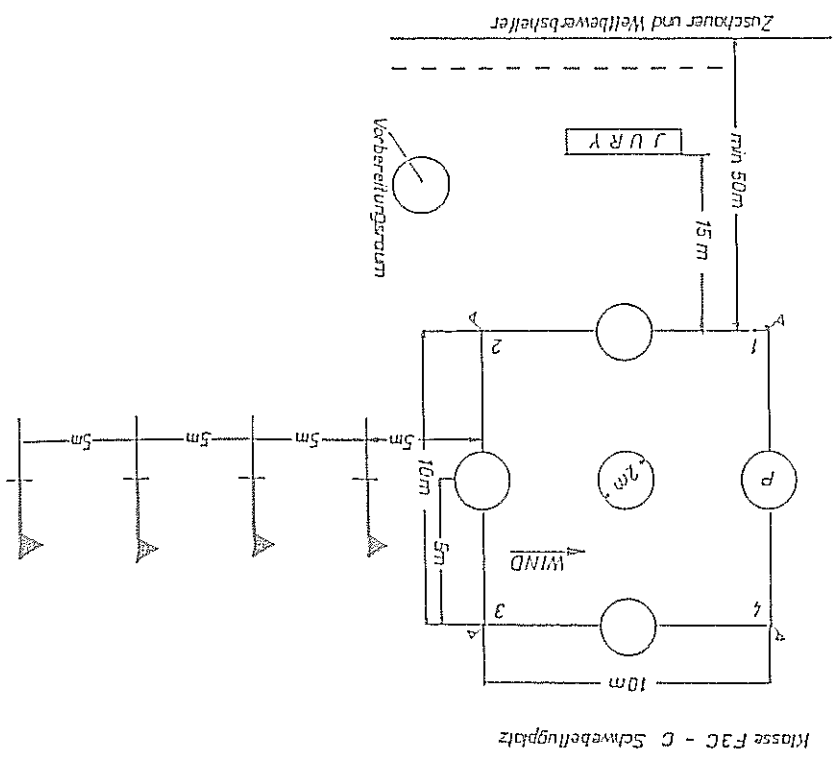 Klasse F3C - C Schwebeflugplatz
10m
4
3
WIND
5m
P
2m
10m
5m
5m
5m
5m
1
2
15 m
min 50m
Vorbereitungsraum
JURY
Zuschauer und Wettbewerbshelfer